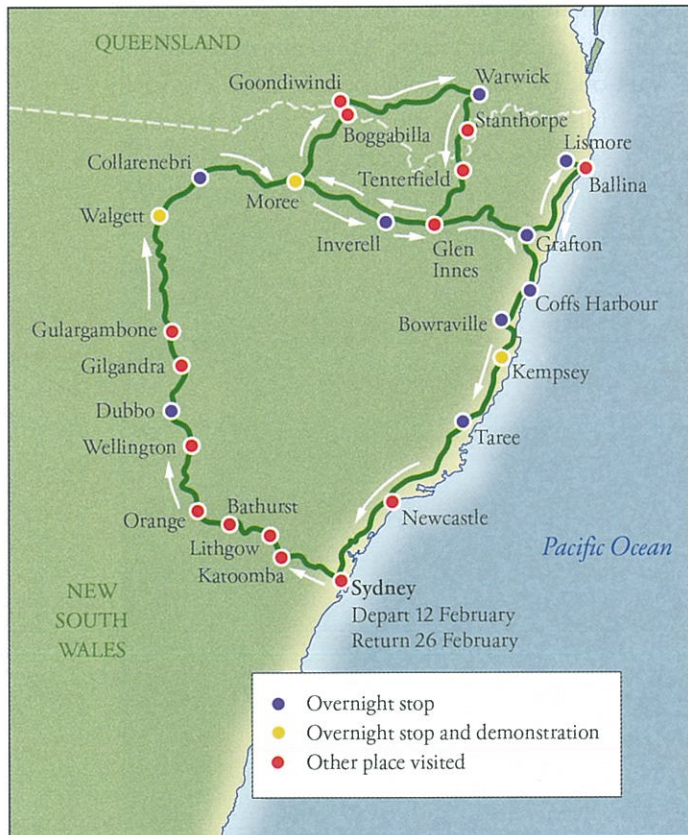 QUEENSLAND
Goondiwindi
Warwick
Boggabilla
Stanthorpe
Lismore
Collarenebri
Tenterfield
Ballina
Moree
Walgett
Inverell
Glen
Innes
Grafton
Coffs Harbour
Bowraville
Gulargambone
Kempsey
Gilgandra
Dubbo
Taree
Wellington
Orange
Bathurst
Newcastle
Lithgow
Katoomba
Pacific Ocean
Sydney
Depart 12 February
Return 26 February
NEW
SOUTH
WALES
Overnight stop
Overnight stop and demonstration
Other place visited